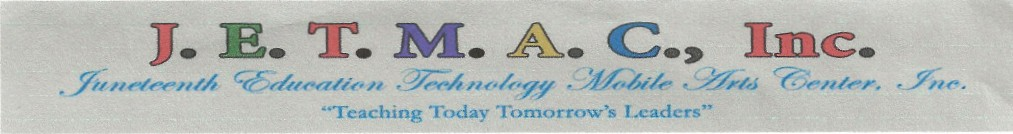 J. E. T. M. A. C., Inc.
Juneteenth Education Technology Mobile Arts Center, Inc.
“Teaching Today Tomorrow’s Leaders”